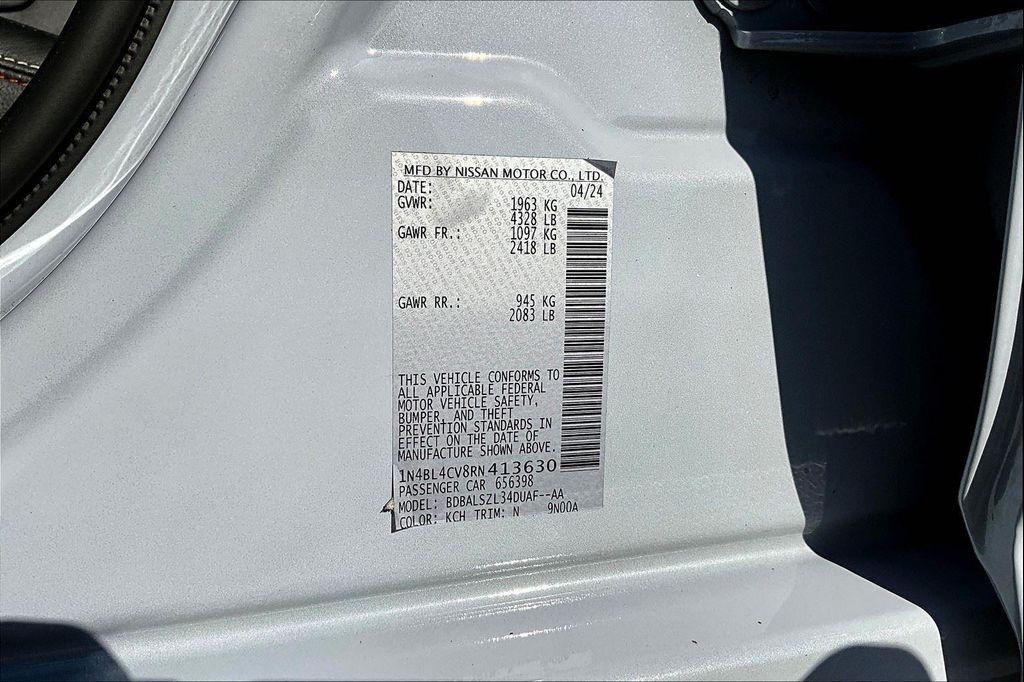 MFD BY NISSAN MOTOR CO., LTD.
DATE: 04/24
GVWR: 1963 KG
4328 LB
GAWR FR.: 1097 KG
2418 LB
GAWR RR.: 945 KG
2083 LB
THIS VEHICLE CONFORMS TO
ALL APPLICABLE FEDERAL
MOTOR VEHICLE SAFETY,
BUMPER, AND THEFT
PREVENTION STANDARDS IN
EFFECT ON THE DATE OF
MANUFACTURE SHOWN ABOVE.
1N4BL4CV8RN413630
PASSENGER CAR 656398
MODEL: BDBALSZL34DUAF--AA
COLOR: KCH TRIM: N 9N00A